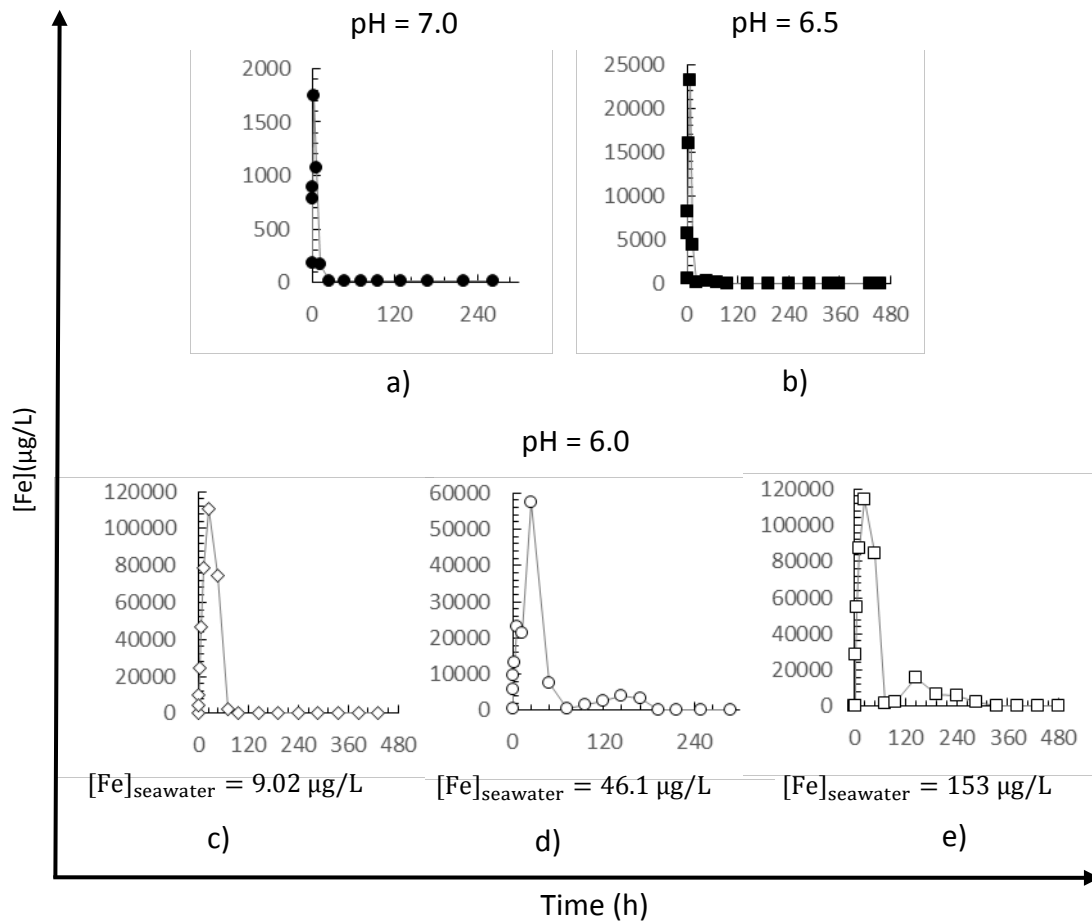 pH = 7.0
pH = 6.5
2000
1500
1000
500
0
0 120 240
25000
20000
15000
10000
5000
0
0 120 240 360 480
a)
b)
[Fe](µg/L)
pH = 6.0
120000
100000
80000
60000
40000
20000
0
0 120 240 360 480
60000
50000
40000
30000
20000
10000
0
0 120 240
120000
100000
80000
60000
40000
20000
0
0 120 240 360 480
[Fe]seawater = 9.02 µg/L
[Fe]seawater = 46.1 µg/L
[Fe]seawater = 153 µg/L
c)
d)
e)
Time (h)